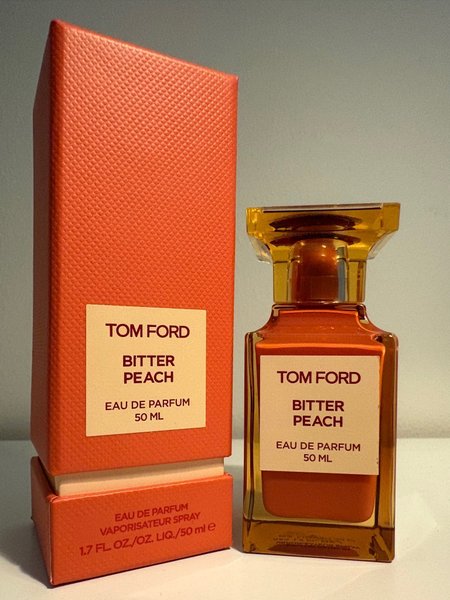 TOM FORD
BITTER
PEACH
EAU DE PARFUM
50 ML
EAU DE PARFUM
VAPORISATEUR SPRAY
1.7 FL. OZ./OZ. LIQ./50 ml ℮
TOM FORD
BITTER
PEACH
EAU DE PARFUM
50 ML